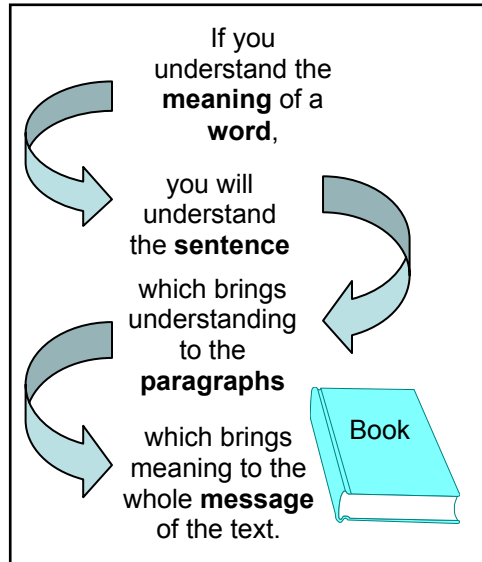 If you
understand the
meaning of a
word,
you will
understand
the sentence
which brings
understanding
to the
paragraphs
which brings
meaning to the
whole message
of the text.
Book